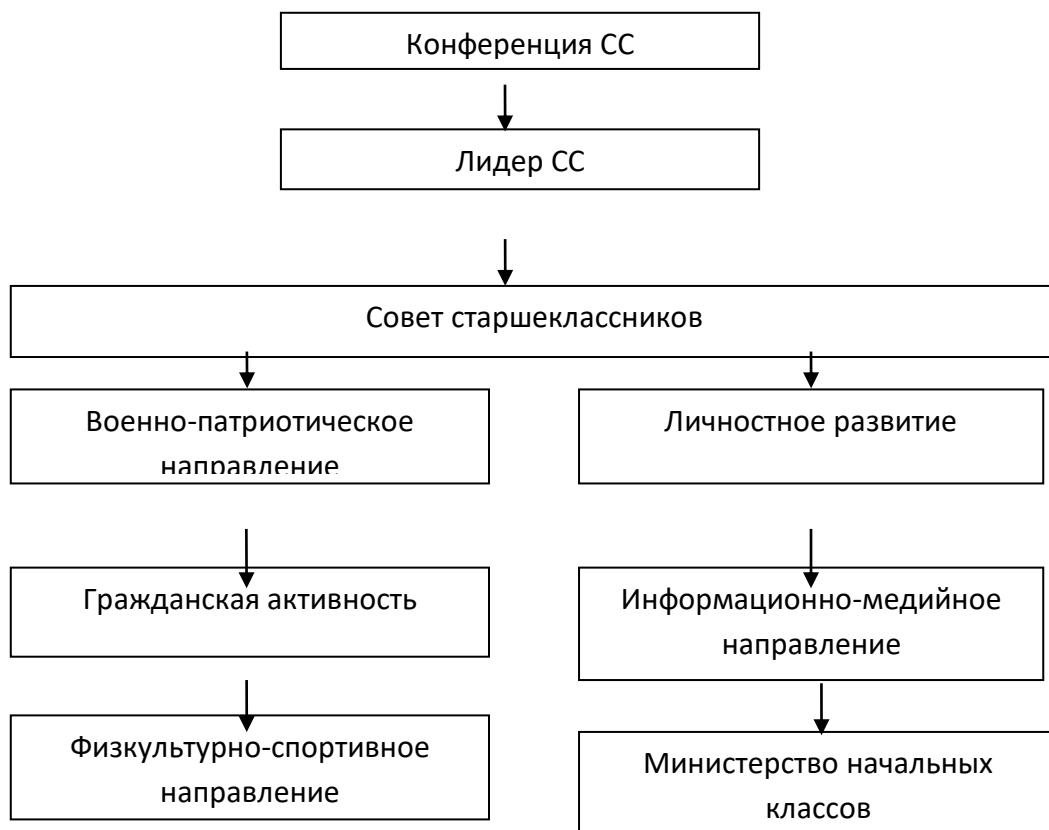 Конференция СС
Лидер СС
Совет старшеклассников
Военно-патриотическое
направление
Личностное развитие
Гражданская активность
Информационно-медийное
направление
Физкультурно-спортивное
направление
Министерство начальных
классов